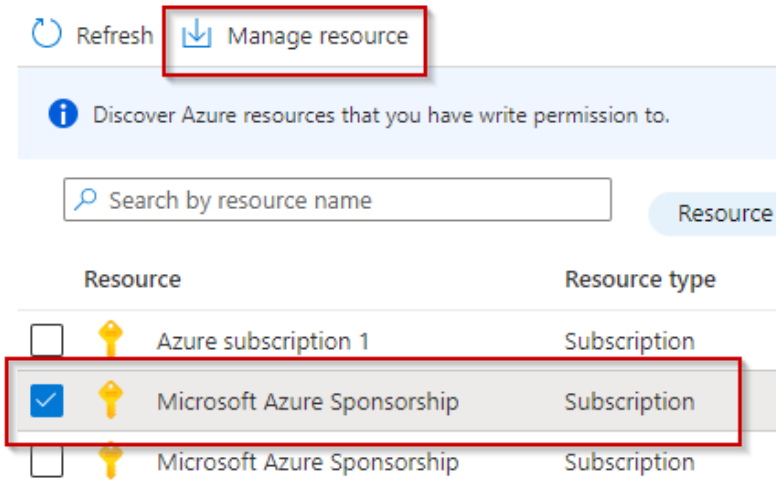 Refresh Manage resource
Discover Azure resources that you have write permission to.
Search by resource name
Resource
Resource Resource type
Azure subscription 1 Subscription
Microsoft Azure Sponsorship Subscription
Microsoft Azure Sponsorship Subscription